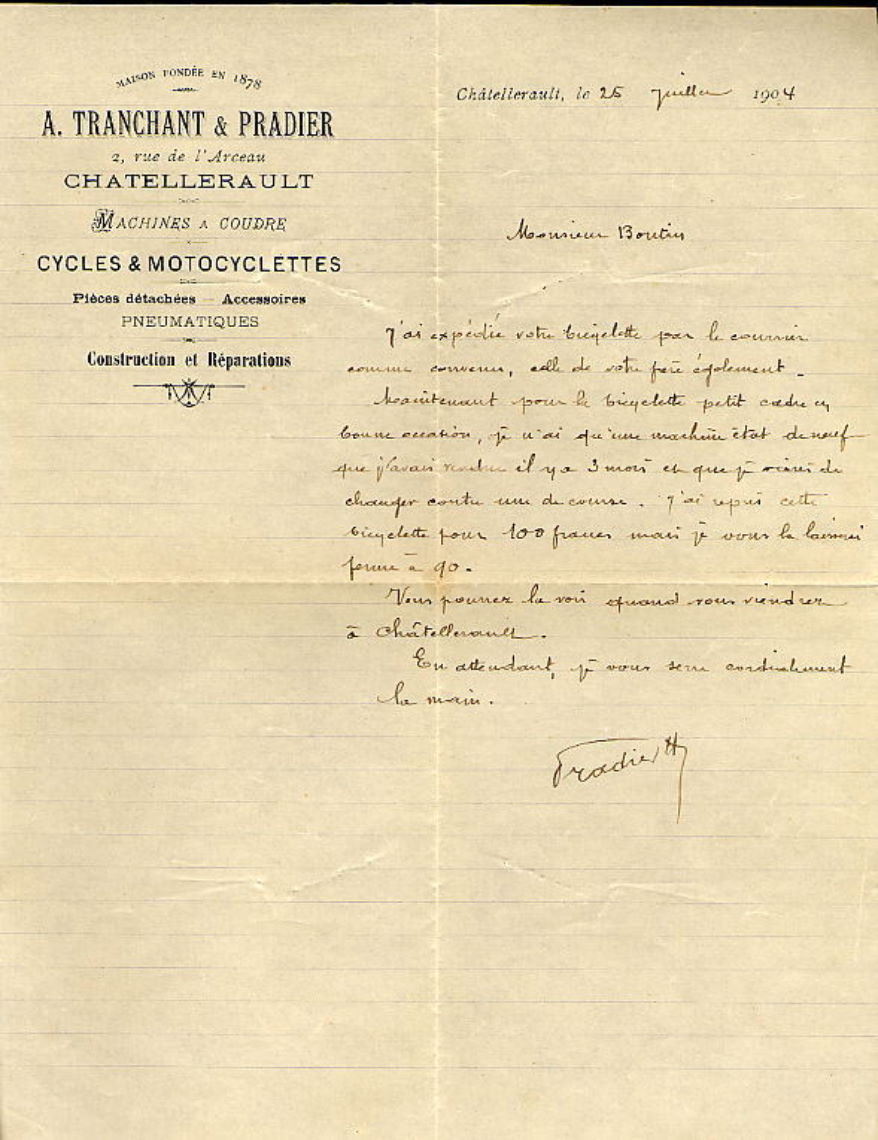 MAISON FONDÉE EN 1878
A. TRANCHANT & PRADIER
2, rue de l'Arceau
CHATELLERAULT
MACHINES A COUDRE
CYCLES & MOTOCYCLETTES
Pièces détachées — Accessoires
PNEUMATIQUES
Construction et Réparations
Châtellerault, le 25 juillet 1904
Monsieur Boutin
J'ai expédié votre bicyclette par le courrier
comme convenu, celle de votre père également.
Maintenant pour la bicyclette petit cadre en
bonne occasion, je n'ai qu'une machine état de neuf
que j'avais vendue il y a 3 mois et que je viens de
changer contre une de course. J'ai repris cette
bicyclette pour 100 francs mais je vous la laisserai
ferme à 90.
Vous pourrez la voir quand vous viendrez
à Châtellerault.
En attendant, je vous serre cordialement
la main.
Pradier H